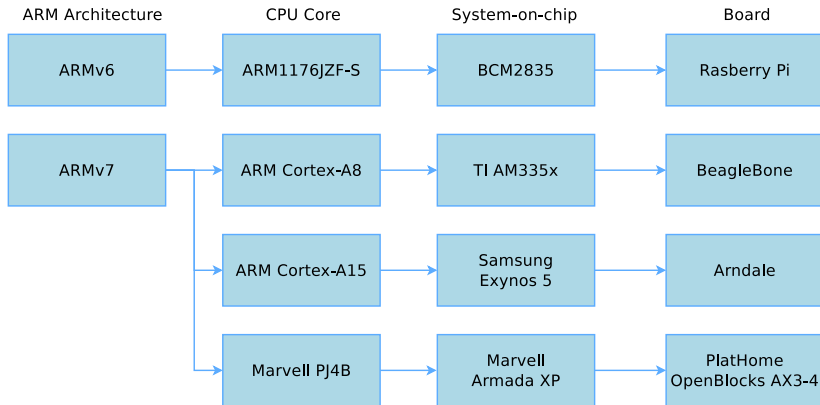 ARM Architecture
CPU Core
System-on-chip
Board
ARMv6
ARM1176JZF-S
BCM2835
Rasberry Pi
ARMv7
ARM Cortex-A8
TI AM335x
BeagleBone
ARM Cortex-A15
Samsung
Exynos 5
Arndale
Marvell PJ4B
Marvell
Armada XP
PlatHome
OpenBlocks AX3-4